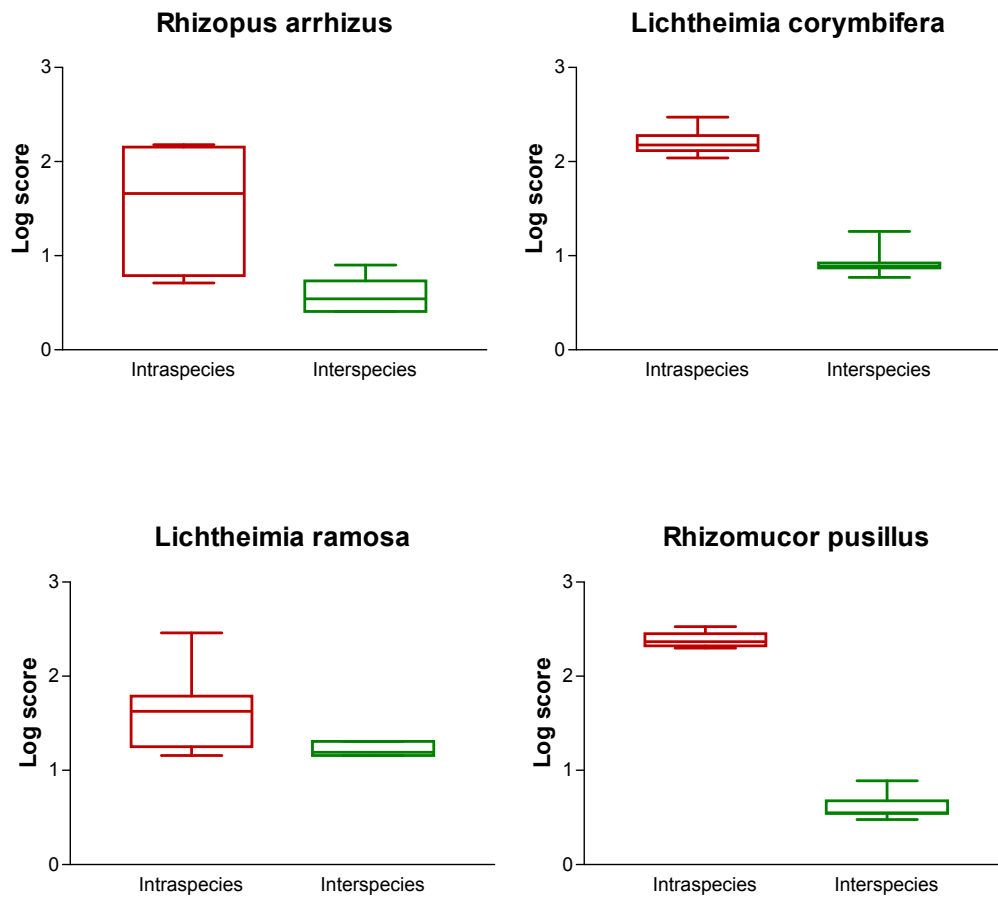 Rhizopus arrhizus
3
2
1
0
Log score
Intraspecies
Interspecies
Lichtheimia corymbifera
3
2
1
0
Log score
Intraspecies
Interspecies
Lichtheimia ramosa
3
2
1
0
Log score
Intraspecies
Interspecies
Rhizomucor pusillus
3
2
1
0
Log score
Intraspecies
Interspecies